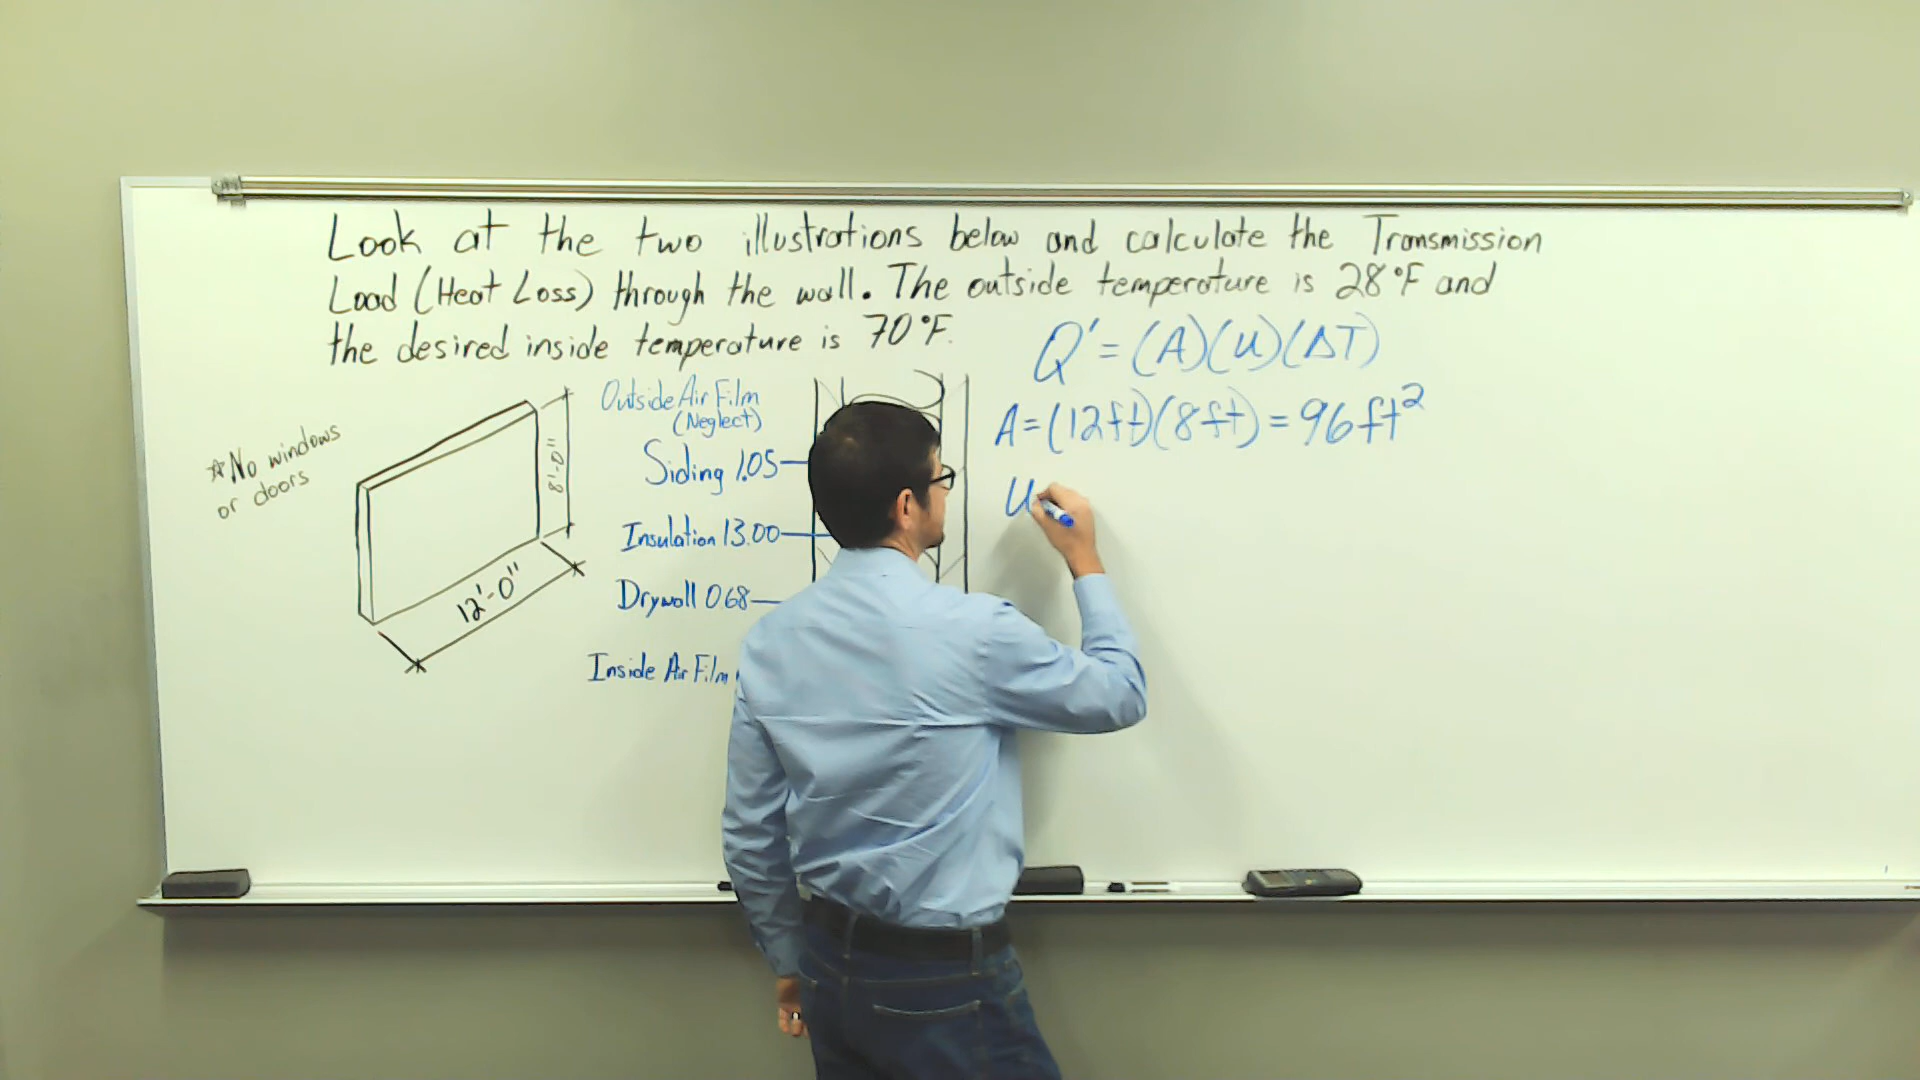 Look at the two illustrations below and calculate the Transmission
Load (Heat Loss) through the wall. The outside temperature is 28°F and
the desired inside temperature is 70°F.
Q' = (A)(U)(ΔT)
A=(12ft)(8ft)=96ft²
U
*No windows
or doors
8'-0"
12'-0"
Outside Air Film
(Neglect)
Siding 1.05
Insulation 13.00
Drywall 0.68
Inside Air Film